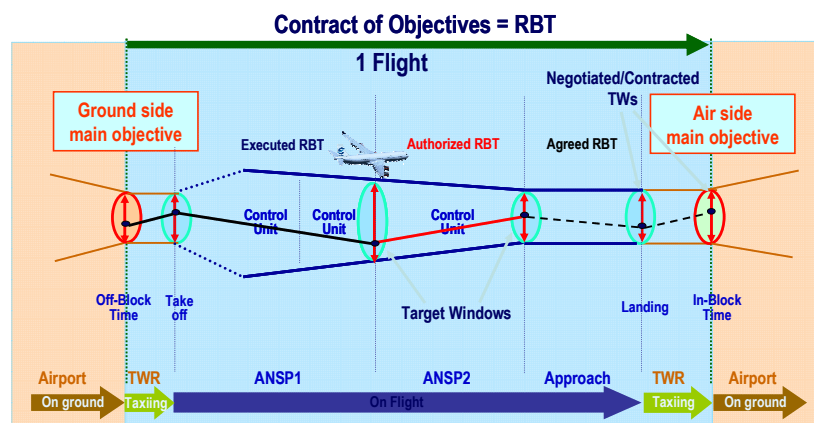 Contract of Objectives = RBT
1 Flight
Negotiated/Contracted
TWs
Ground side
main objective
Air side
main objective
Executed RBT
Authorized RBT
Agreed RBT
Control
Unit
Control
Unit
Control
Unit
Target Windows
Off-Block
Time
Take
off
Landing
In-Block
Time
Airport
TWR
ANSP1
ANSP2
Approach
TWR
Airport
On ground
Taxiing
On Flight
Taxiing
On ground